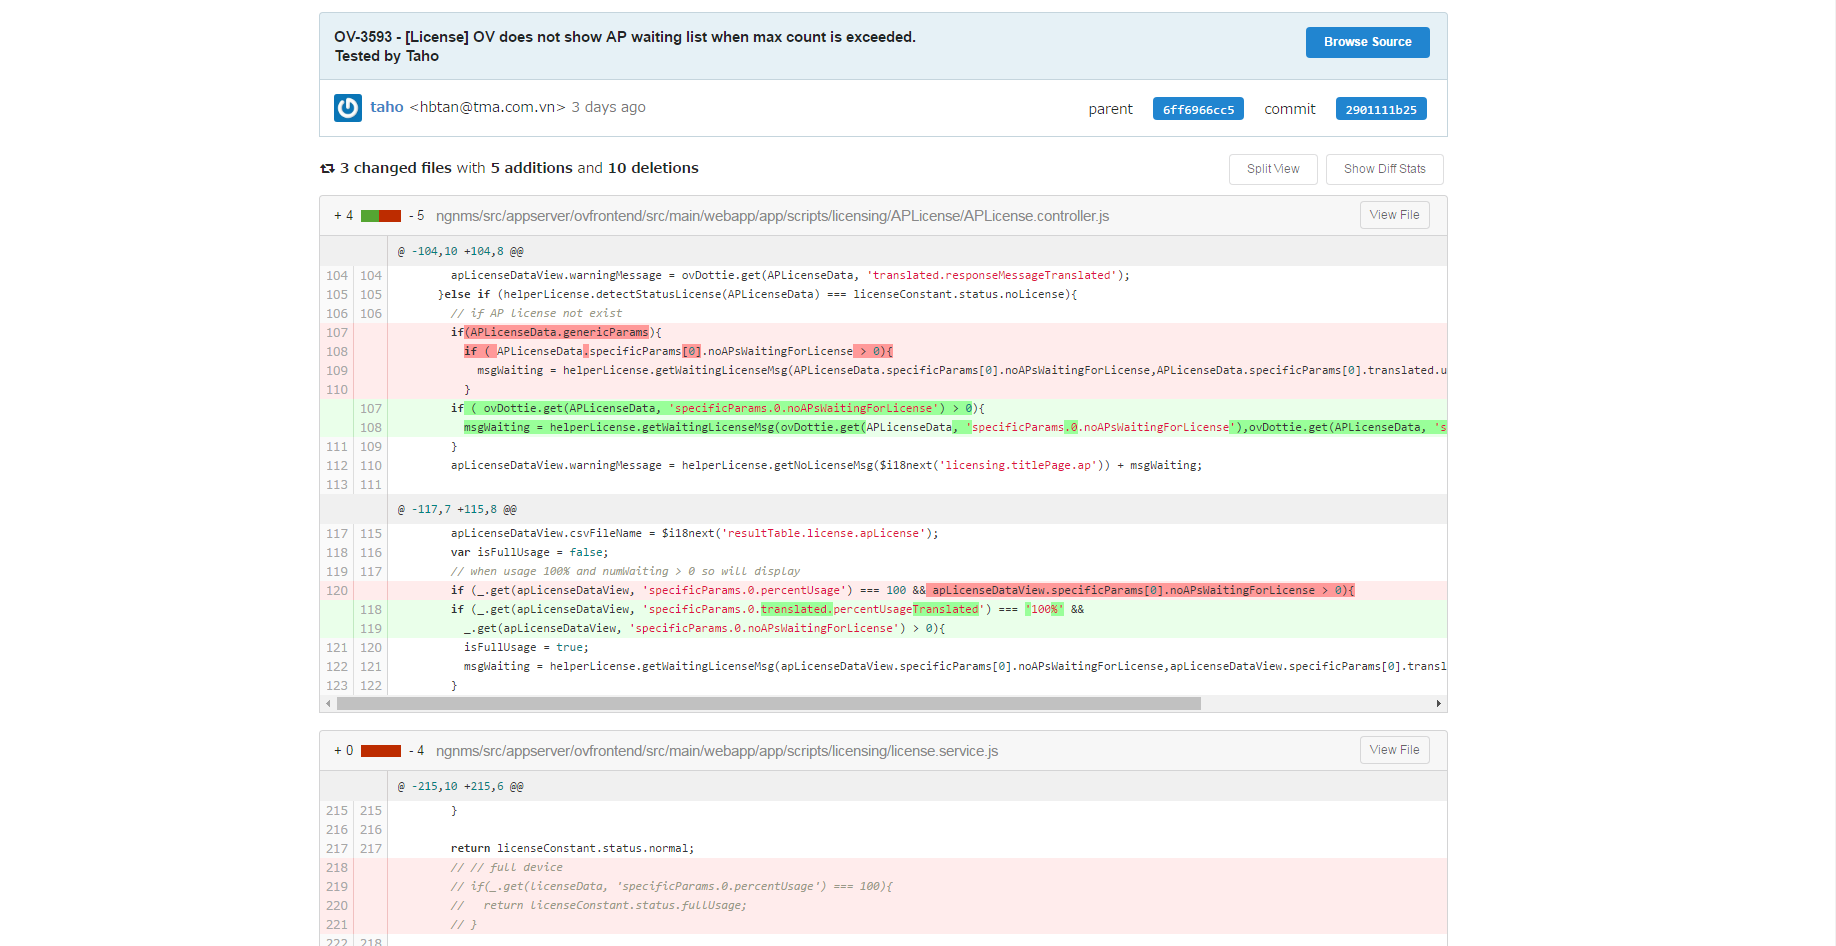 OV-3593 - [License] OV does not show AP waiting list when max count is exceeded.
Tested by Taho
Browse Source
taho <hbtan@tma.com.vn> 3 days ago
parent 6ff6966cc5 commit 2901111b25
3 changed files with 5 additions and 10 deletions
Split View Show Diff Stats
+ 4 - 5 ngnms/src/appserver/ovfrontend/src/main/webapp/app/scripts/licensing/APLicense/APLicense.controller.js View File
@ -104,10 +104,8 @@
104 104 apLicenseDataView.warningMessage = ovDottie.get(APLicenseData, 'translated.responseMessageTranslated');
105 105 }else if (helperLicense.detectStatusLicense(APLicenseData) === licenseConstant.status.noLicense){
106 106 // if AP license not exist
107 if(APLicenseData.genericParams){
108 if ( APLicenseData.specificParams[0].noAPsWaitingForLicense > 0){
109 msgWaiting = helperLicense.getWaitingLicenseMsg(APLicenseData.specificParams[0].noAPsWaitingForLicense,APLicenseData.specificParams[0].translated.u
110 }
107 if ( ovDottie.get(APLicenseData, 'specificParams.0.noAPsWaitingForLicense') > 0){
108 msgWaiting = helperLicense.getWaitingLicenseMsg(ovDottie.get(APLicenseData, 'specificParams.0.noAPsWaitingForLicense'),ovDottie.get(APLicenseData, 's
111 109 }
112 110 apLicenseDataView.warningMessage = helperLicense.getNoLicenseMsg($i18next('licensing.titlePage.ap')) + msgWaiting;
113 111
@ -117,7 +115,8 @@
117 115 apLicenseDataView.csvFileName = $i18next('resultTable.license.apLicense');
118 116 var isFullUsage = false;
119 117 // when usage 100% and numWaiting > 0 so will display
120 if (_.get(apLicenseDataView, 'specificParams.0.percentUsage') === 100 && apLicenseDataView.specificParams[0].noAPsWaitingForLicense > 0){
118 if (_.get(apLicenseDataView, 'specificParams.0.translated.percentUsageTranslated') === '100%' &&
119 _.get(apLicenseDataView, 'specificParams.0.noAPsWaitingForLicense') > 0){
121 120 isFullUsage = true;
122 121 msgWaiting = helperLicense.getWaitingLicenseMsg(apLicenseDataView.specificParams[0].noAPsWaitingForLicense,apLicenseDataView.specificParams[0].transl
123 122 }
+ 0 - 4 ngnms/src/appserver/ovfrontend/src/main/webapp/app/scripts/licensing/license.service.js View File
@ -215,10 +215,6 @@
215 215 }
216 216
217 217 return licenseConstant.status.normal;
218 // // full device
219 // if(_.get(licenseData, 'specificParams.0.percentUsage') === 100){
220 // return licenseConstant.status.fullUsage;
221 // }
222 218